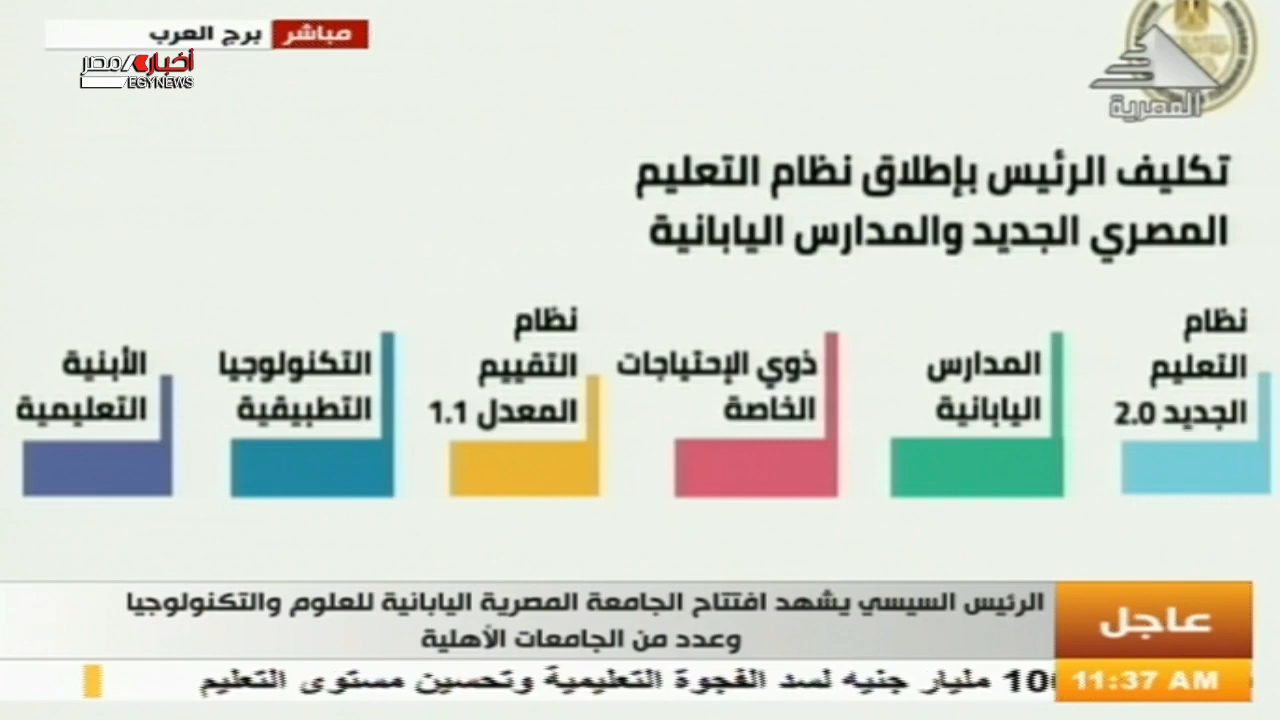 مباشر برج العرب
أخبار/مصر
EGYNEWS
المصرية
تكليف الرئيس بإطلاق نظام التعليم
المصري الجديد والمدارس اليابانية
نظام
التعليم
الجديد 2.0
المدارس
اليابانية
ذوي الإحتياجات
الخاصة
نظام
التقييم
المعدل 1.1
التكنولوجيا
التطبيقية
الأبنية
التعليمية
عاجل
الرئيس السيسي يشهد افتتاح الجامعة المصرية اليابانية للعلوم والتكنولوجيا
وعدد من الجامعات الأهلية
11:37 AM
مليار جنيه لسد الفجوة التعليمية وتحسين مستوى التعليم